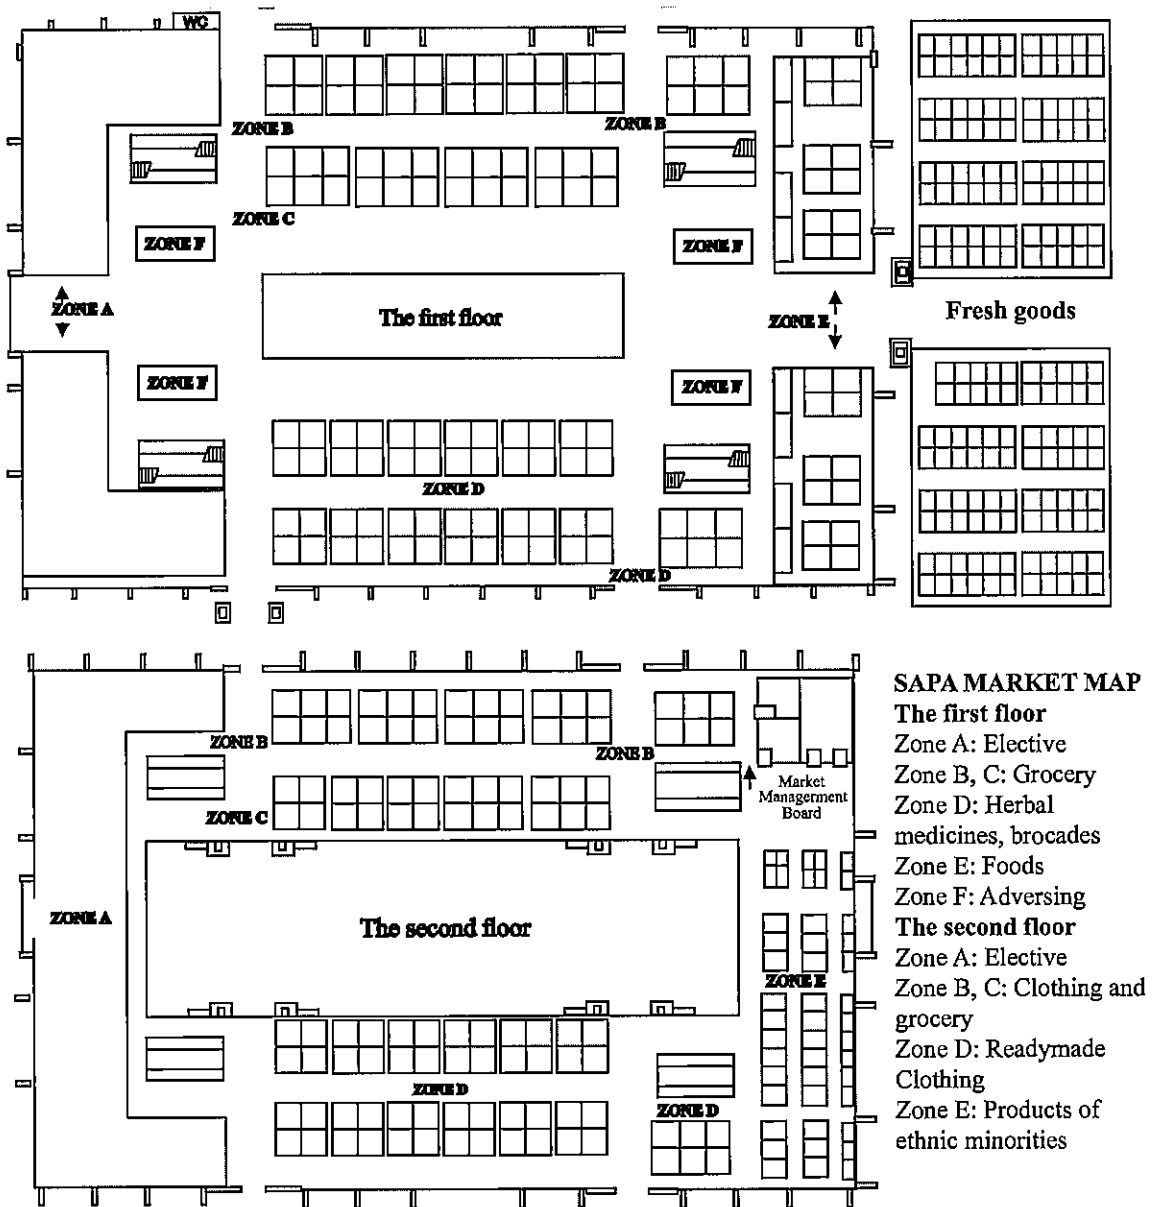 WC
ZONE B
ZONE B
ZONE C
ZONE F
ZONE F
ZONE A
The first floor
ZONE E
Fresh goods
ZONE F
ZONE F
ZONE D
ZONE D
ZONE B
ZONE B
Market
Management
Board
ZONE C
ZONE A
The second floor
ZONE E
ZONE D
ZONE D
SAPA MARKET MAP
The first floor
Zone A: Elective
Zone B, C: Grocery
Zone D: Herbal
medicines, brocades
Zone E: Foods
Zone F: Adversing
The second floor
Zone A: Elective
Zone B, C: Clothing and
grocery
Zone D: Readymade
Clothing
Zone E: Products of
ethnic minorities